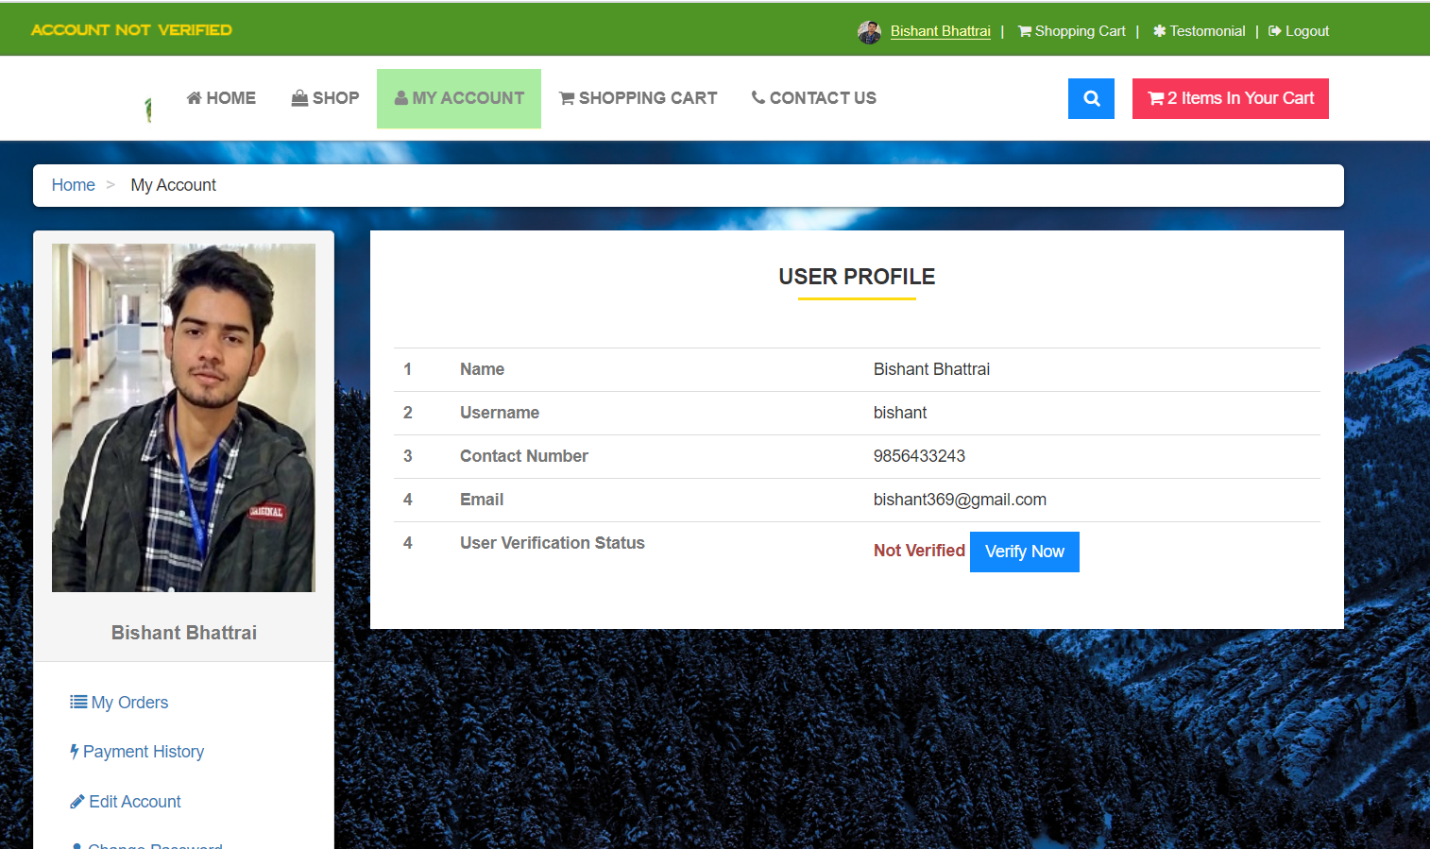 ACCOUNT NOT VERIFIED
Bishant Bhattrai | Shopping Cart | Testomonial | Logout
HOME SHOP MY ACCOUNT SHOPPING CART CONTACT US
2 Items In Your Cart
Home > My Account
USER PROFILE
1 Name Bishant Bhattrai
2 Username bishant
3 Contact Number 9856433243
4 Email bishant369@gmail.com
4 User Verification Status Not Verified Verify Now
ORIGINAL
Bishant Bhattrai
My Orders
Payment History
Edit Account
Change Password